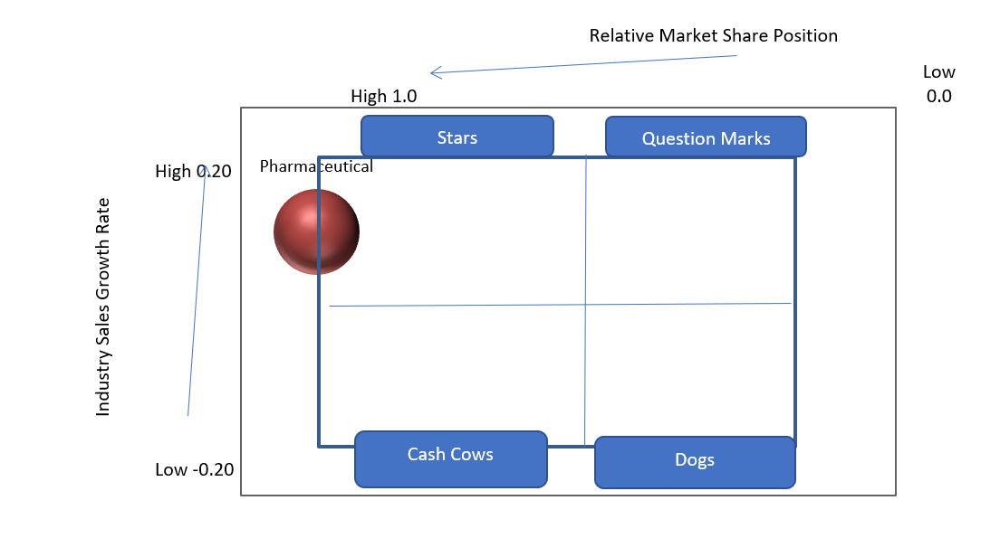 Relative Market Share Position
Low
0.0
High 1.0
Stars
Question Marks
High 0.20
Pharmaceutical
Industry Sales Growth Rate
Cash Cows
Dogs
Low -0.20